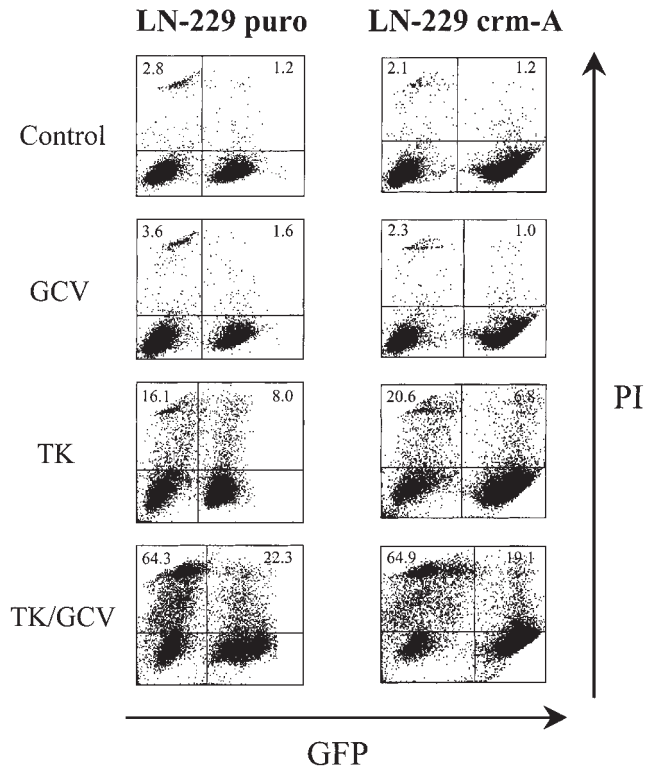 LN-229 puro LN-229 crm-A
2.8 1.2 2.1 1.2
Control
3.6 1.6 2.3 1.0
GCV
16.1 8.0 20.6 6.8
PI
TK
64.3 22.3 64.9 19.1
TK/GCV
GFP